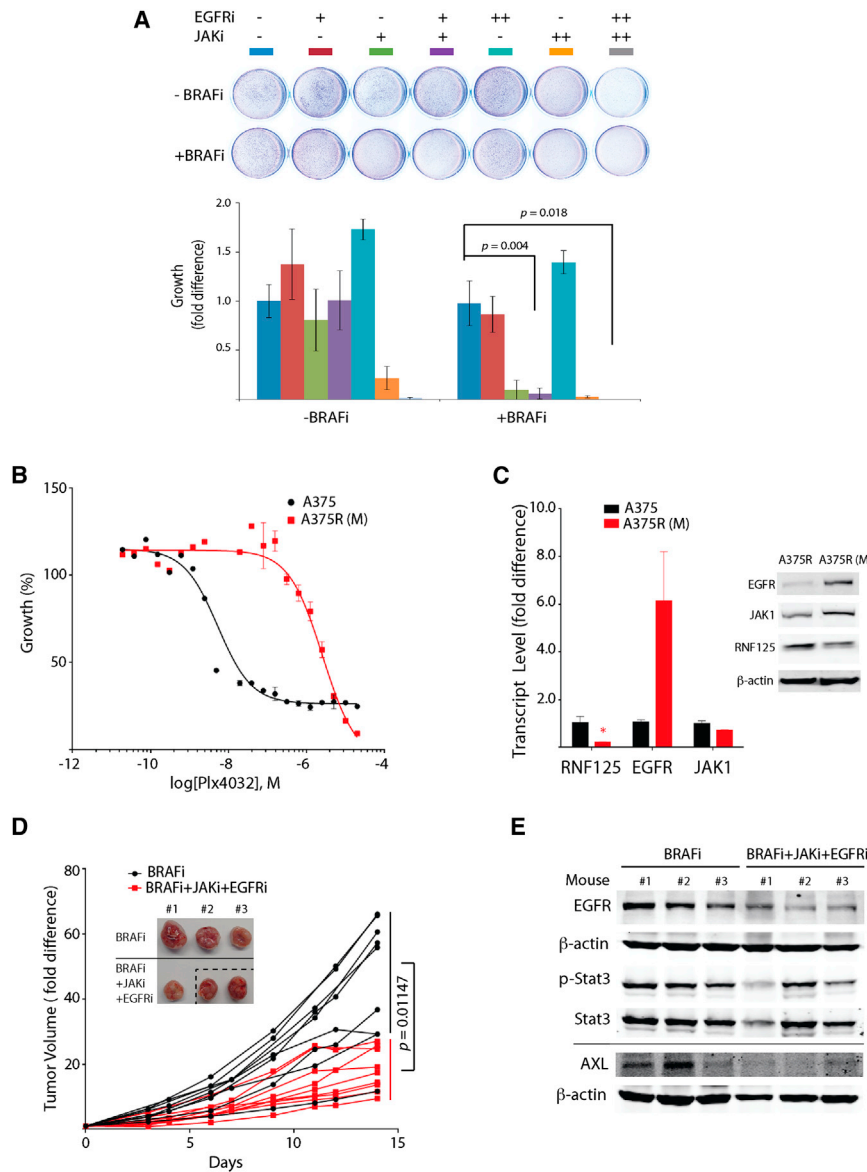 A
EGFRi - + - + ++ - ++
JAKi - + + - ++ ++
- BRAFi
+BRAFi
Growth
(fold difference)
2.0
1.5
1.0
0.5
p = 0.018
p = 0.004
-BRAFi +BRAFi
B
Growth (%)
150
100
50
A375
A375R (M)
-12 -10 -8 -6 -4
log[Plx4032], M
C
Transcript Level (fold difference)
10.0
8.0
6.0
4.0
2.0
A375
A375R (M)
*
RNF125 EGFR JAK1
A375R A375R (M)
EGFR
JAK1
RNF125
β-actin
D
Tumor Volume ( fold difference)
80
60
40
20
BRAFi
BRAFi+JAKi+EGFRi
#1 #2 #3
BRAFi
BRAFi
+JAKi
+EGFRi
p = 0.01147
0 5 10 15
Days
E
BRAFi BRAFi+JAKi+EGFRi
Mouse #1 #2 #3 #1 #2 #3
EGFR
β-actin
p-Stat3
Stat3
AXL
β-actin